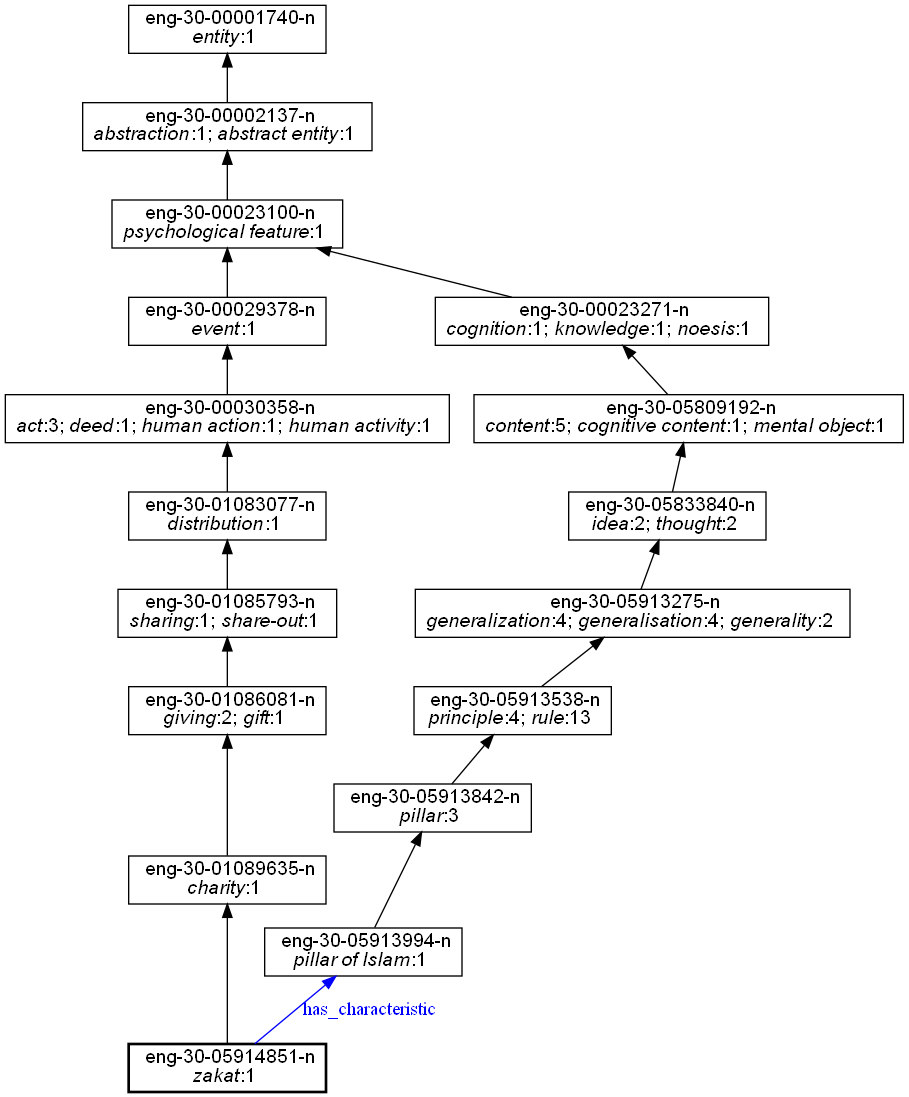 eng-30-00001740-n
entity:1
eng-30-00002137-n
abstraction:1; abstract entity:1
eng-30-00023100-n
psychological feature:1
eng-30-00029378-n
event:1
eng-30-00023271-n
cognition:1; knowledge:1; noesis:1
eng-30-00030358-n
act:3; deed:1; human action:1; human activity:1
eng-30-05809192-n
content:5; cognitive content:1; mental object:1
eng-30-01083077-n
distribution:1
eng-30-05833840-n
idea:2; thought:2
eng-30-01085793-n
sharing:1; share-out:1
eng-30-05913275-n
generalization:4; generalisation:4; generality:2
eng-30-01086081-n
giving:2; gift:1
eng-30-05913538-n
principle:4; rule:13
eng-30-05913842-n
pillar:3
eng-30-01089635-n
charity:1
eng-30-05913994-n
pillar of Islam:1
has_characteristic
eng-30-05914851-n
zakat:1